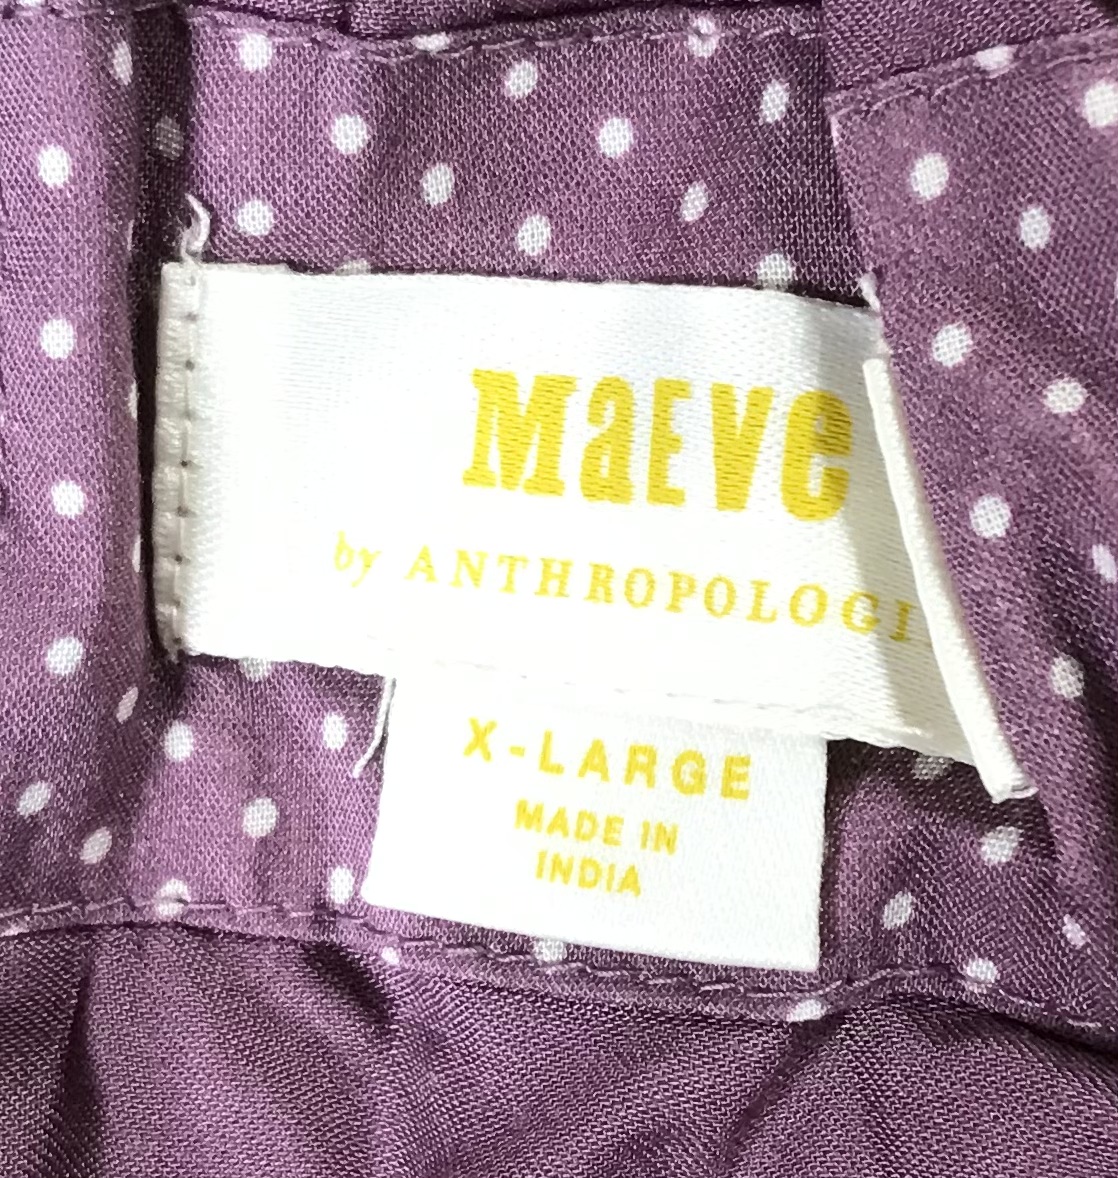 MaEVe
by ANTHROPOLOGI
X-LARGE
MADE IN
INDIA